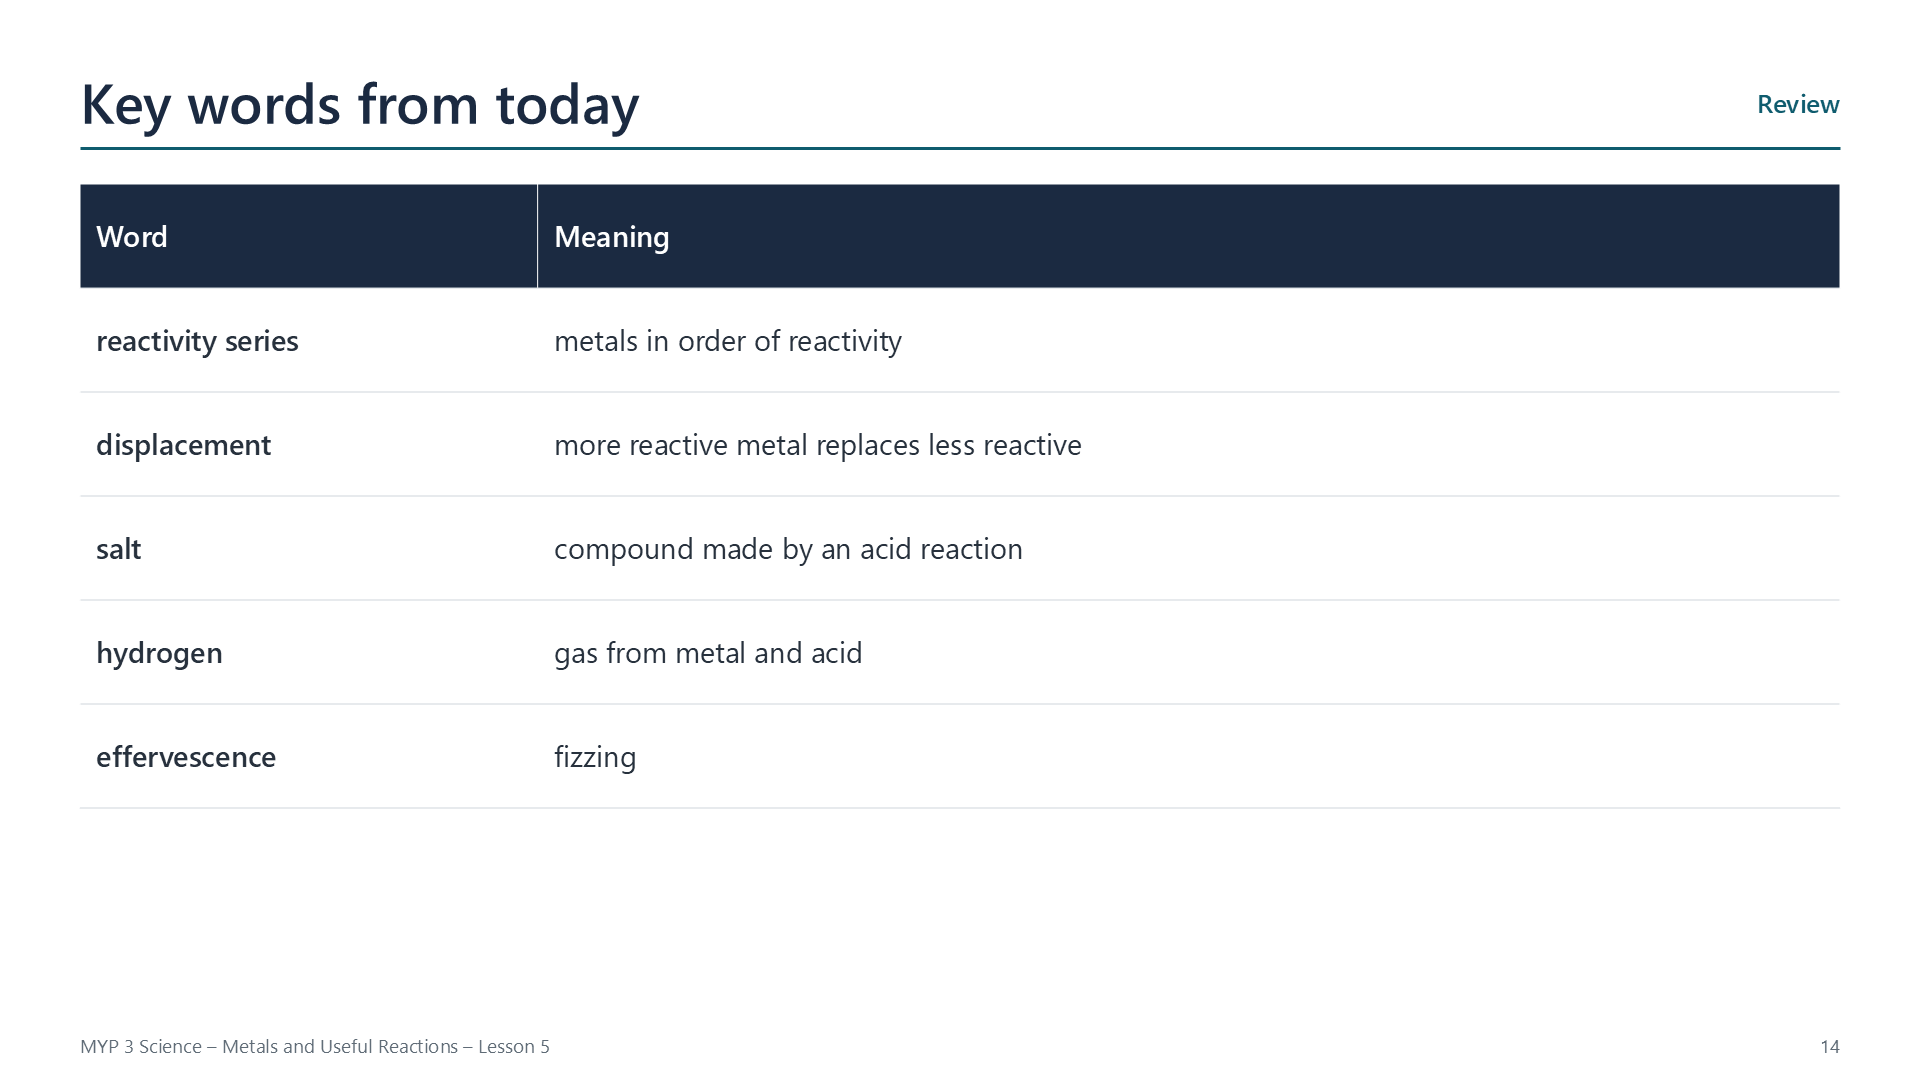 Key words from today
Review
Word
Meaning
reactivity series
metals in order of reactivity
displacement
more reactive metal replaces less reactive
salt
compound made by an acid reaction
hydrogen
gas from metal and acid
effervescence
fizzing
MYP 3 Science – Metals and Useful Reactions – Lesson 5
14